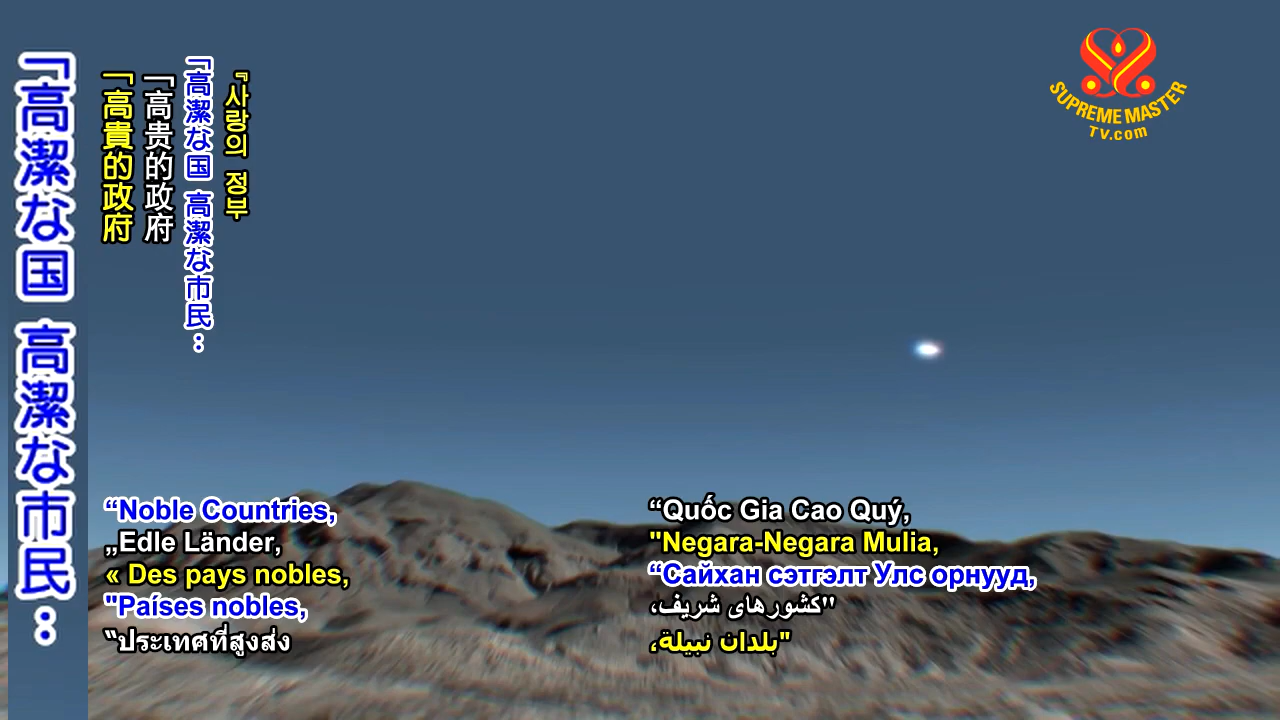 「高潔な国 高潔な市民：
「高貴的政府
「高贵的政府
「高潔な国 高潔な市民：
『사랑의 정부
SUPREME MASTER
TV.com
“Noble Countries,
„Edle Länder,
« Des pays nobles,
"Países nobles,
“ประเทศที่สูงส่ง
“Quốc Gia Cao Quý,
"Negara-Negara Mulia,
“Сайхан сэтгэлт Улс орнууд,
"کشورهای شریف،
"بلدان نبيلة،